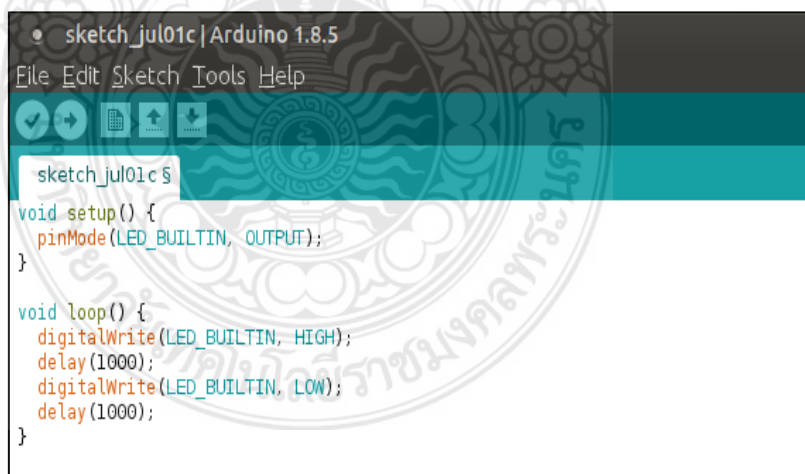 sketch_jul01c | Arduino 1.8.5
File Edit Sketch Tools Help
sketch_jul01c §
void setup() {
  pinMode(LED_BUILTIN, OUTPUT);
}
void loop() {
  digitalWrite(LED_BUILTIN, HIGH);
  delay(1000);
  digitalWrite(LED_BUILTIN, LOW);
  delay(1000);
}